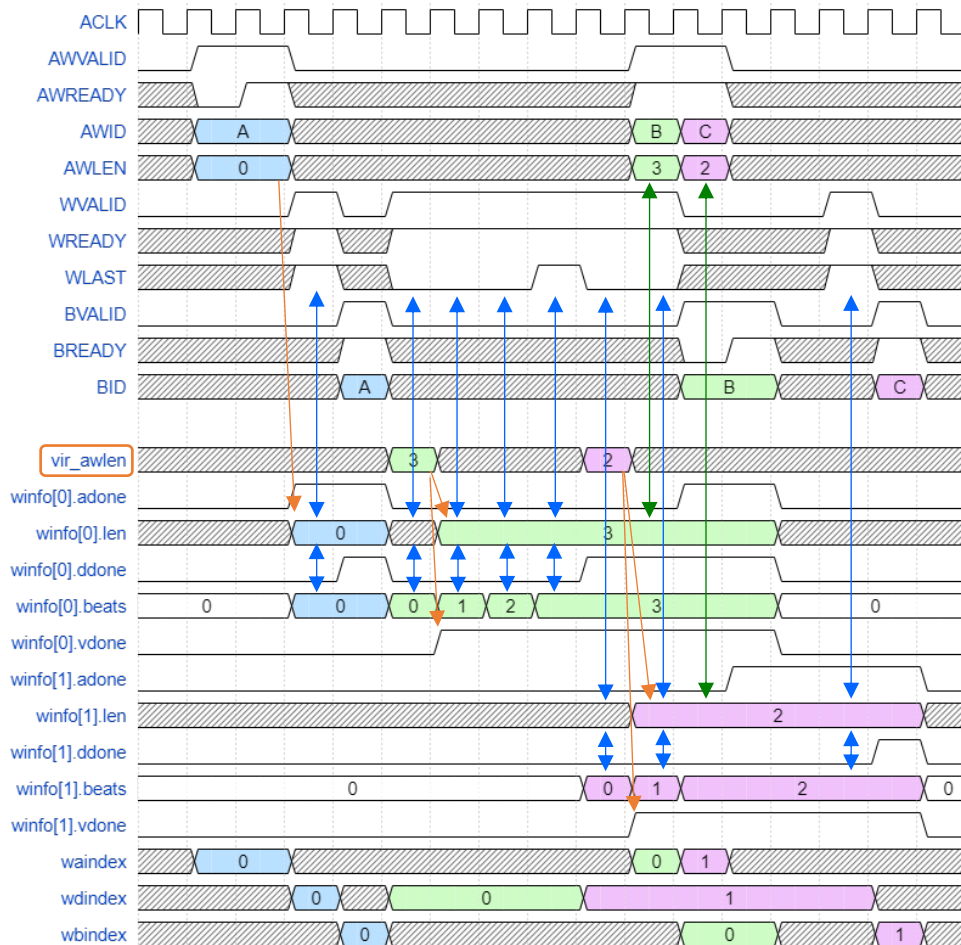 ACLK
AWVALID
AWREADY
AWID A B C
AWLEN 0 3 2
WVALID
WREADY
WLAST
BVALID
BREADY
BID A B C
vir_awlen 3 2
winfo[0].adone
winfo[0].len 0 3
winfo[0].ddone
winfo[0].beats 0 0 0 1 2 3 0
winfo[0].vdone
winfo[1].adone
winfo[1].len 2
winfo[1].ddone
winfo[1].beats 0 0 1 2 0
winfo[1].vdone
waindex 0 0 1
wdindex 0 0 1
wbindex 0 0 1